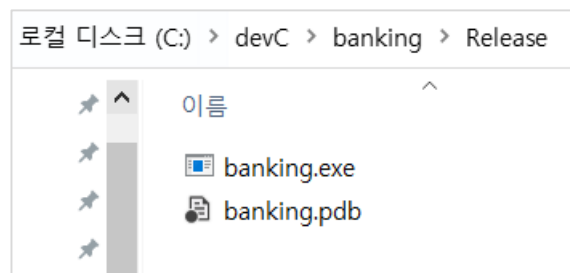 로컬 디스크 (C:) > devC > banking > Release
이름
banking.exe
banking.pdb